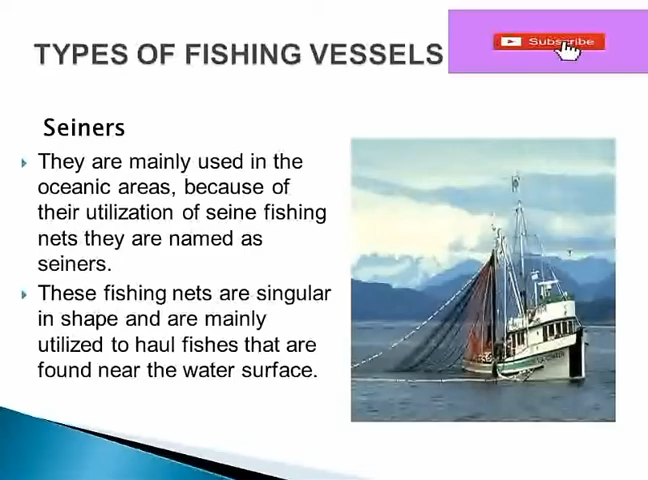 TYPES OF FISHING VESSELS
Subscribe
Seiners
They are mainly used in the
oceanic areas, because of
their utilization of seine fishing
nets they are named as
seiners.
These fishing nets are singular
in shape and are mainly
utilized to haul fishes that are
found near the water surface.